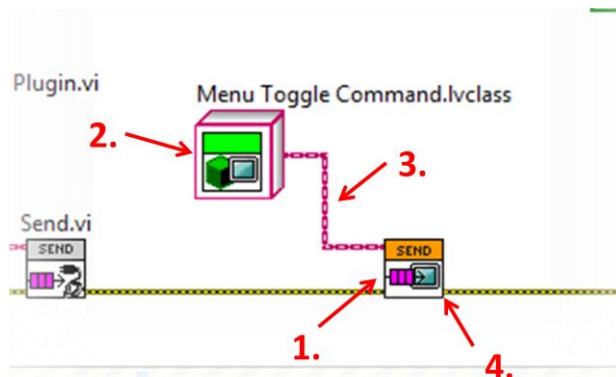 Plugin.vi
Menu Toggle Command.lvclass
2.
3.
Send.vi
SEND
SEND
1.
4.